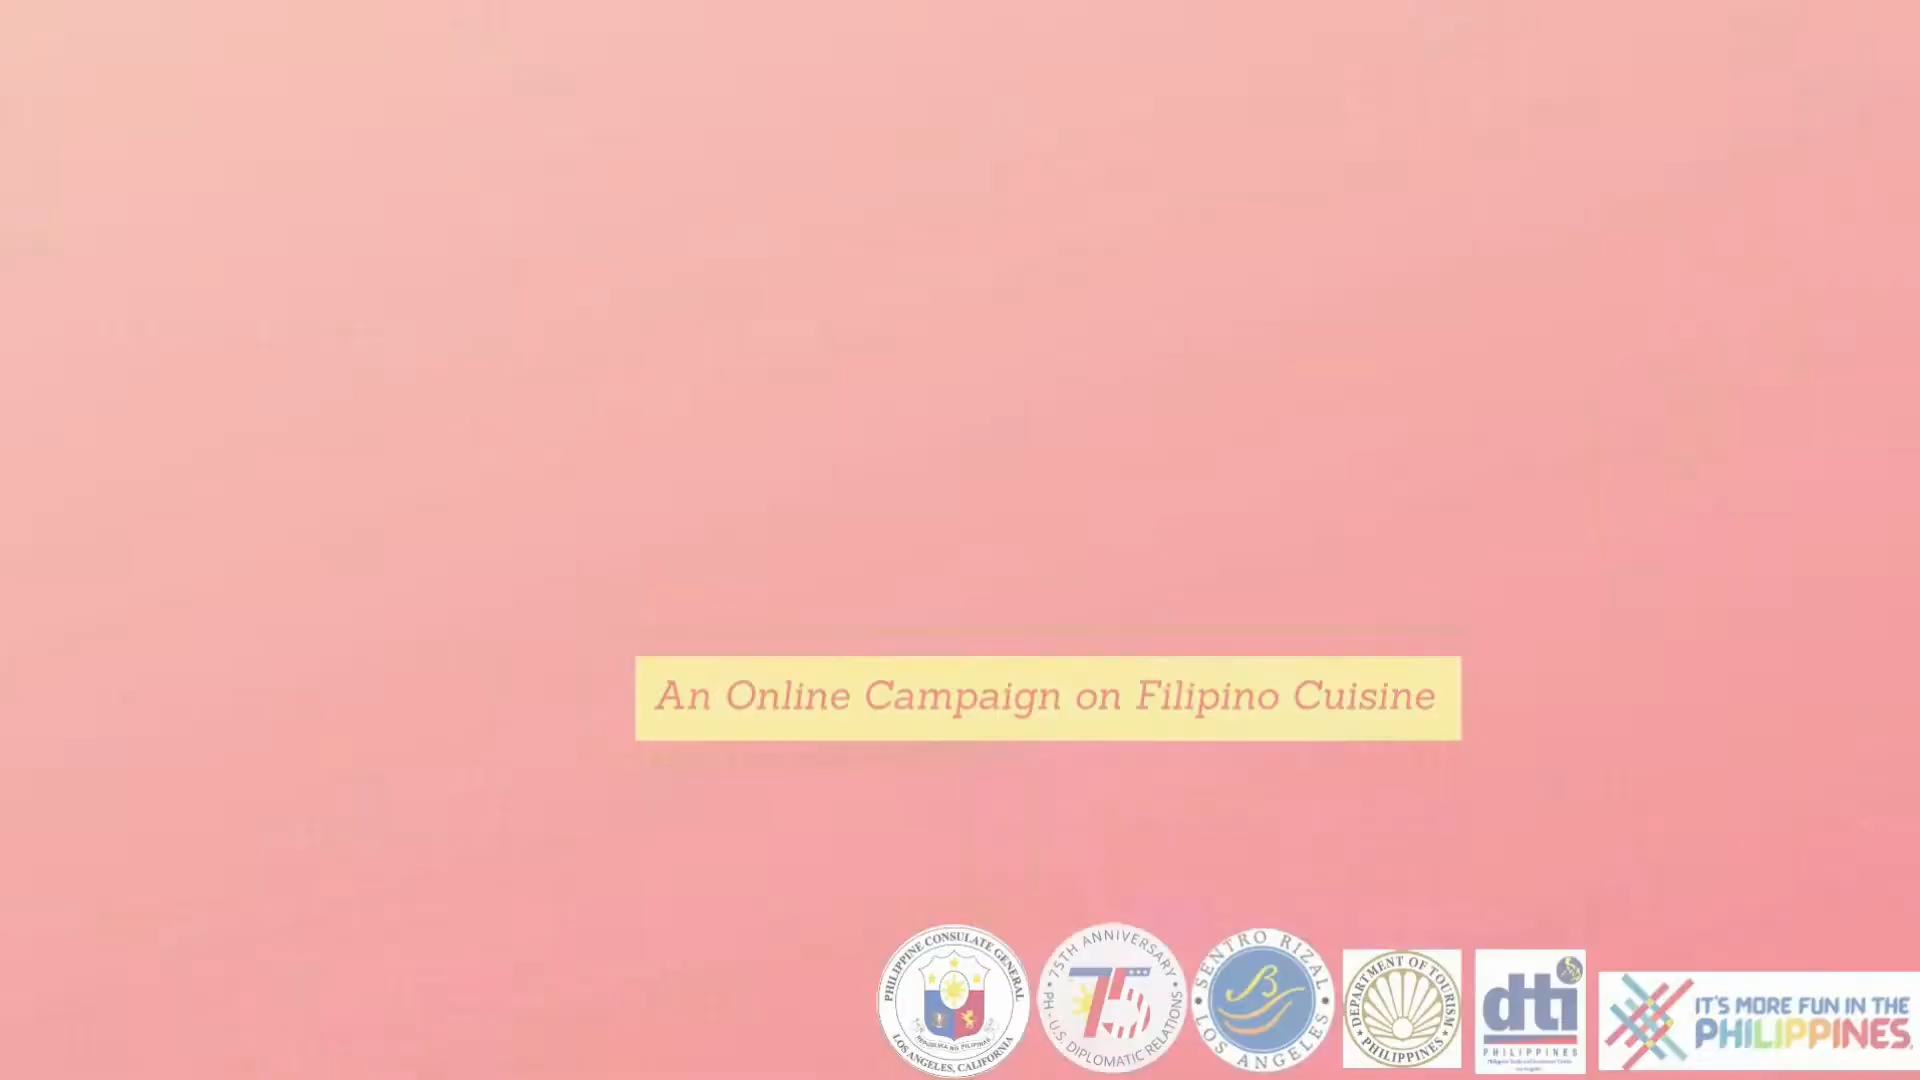 An Online Campaign on Filipino Cuisine
PHILIPPINE CONSULATE GENERAL
LOS ANGELES, CALIFORNIA
75TH ANNIVERSARY
75
PH - U.S. DIPLOMATIC RELATIONS
SENTRO RIZAL
LOS ANGELES
DEPARTMENT OF TOURISM
PHILIPPINES
dti
PHILIPPINES
IT'S MORE FUN IN THE
PHILIPPINES